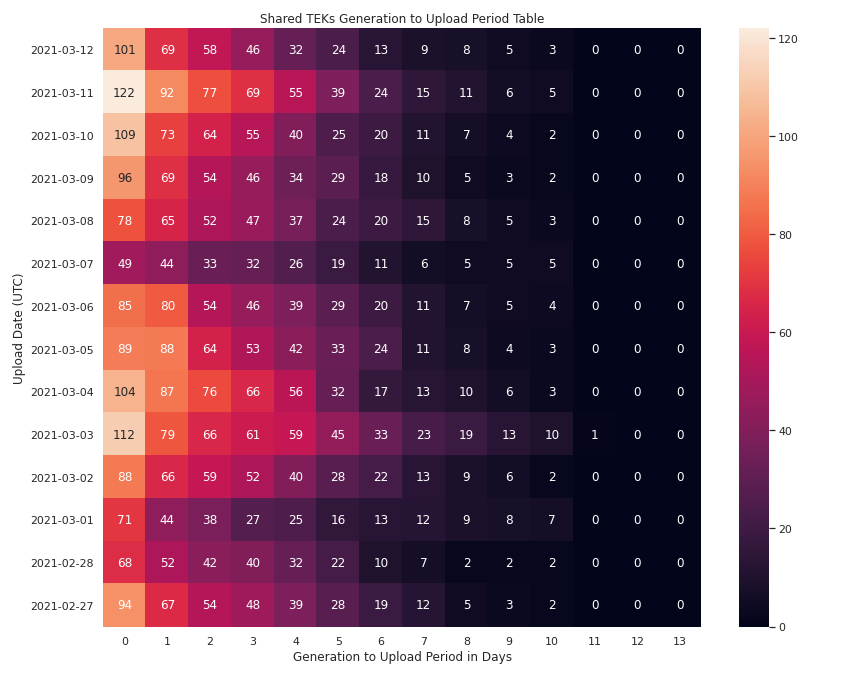 Shared TEKs Generation to Upload Period Table
Upload Date (UTC)
2021-03-12 101 69 58 46 32 24 13 9 8 5 3 0 0 0
2021-03-11 122 92 77 69 55 39 24 15 11 6 5 0 0 0
2021-03-10 109 73 64 55 40 25 20 11 7 4 2 0 0 0
2021-03-09 96 69 54 46 34 29 18 10 5 3 2 0 0 0
2021-03-08 78 65 52 47 37 24 20 15 8 5 3 0 0 0
2021-03-07 49 44 33 32 26 19 11 6 5 5 5 0 0 0
2021-03-06 85 80 54 46 39 29 20 11 7 5 4 0 0 0
2021-03-05 89 88 64 53 42 33 24 11 8 4 3 0 0 0
2021-03-04 104 87 76 66 56 32 17 13 10 6 3 0 0 0
2021-03-03 112 79 66 61 59 45 33 23 19 13 10 1 0 0
2021-03-02 88 66 59 52 40 28 22 13 9 6 2 0 0 0
2021-03-01 71 44 38 27 25 16 13 12 9 8 7 0 0 0
2021-02-28 68 52 42 40 32 22 10 7 2 2 2 0 0 0
2021-02-27 94 67 54 48 39 28 19 12 5 3 2 0 0 0
0 1 2 3 4 5 6 7 8 9 10 11 12 13
Generation to Upload Period in Days
120
100
80
60
40
20
0